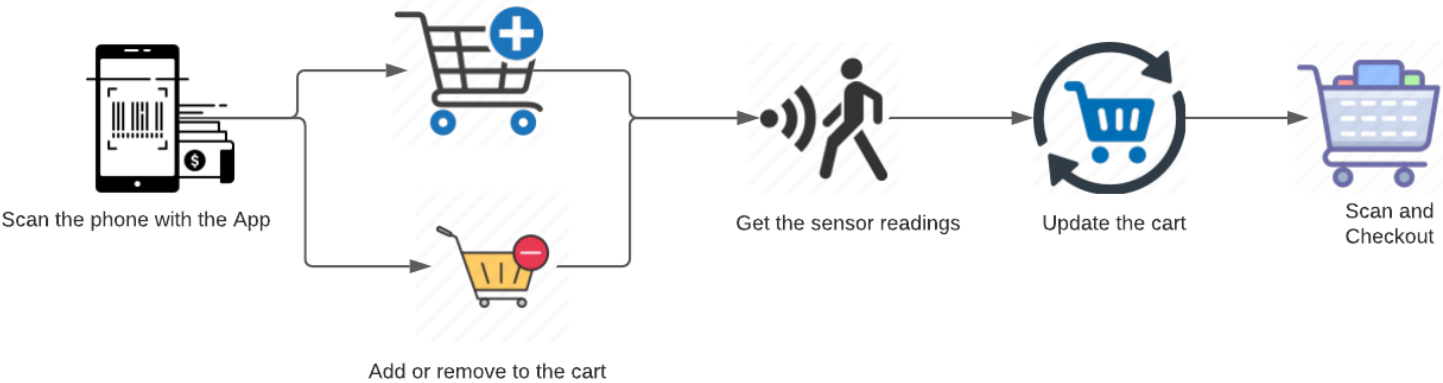 Scan the phone with the App
Add or remove to the cart
Get the sensor readings
Update the cart
Scan and
Checkout
$